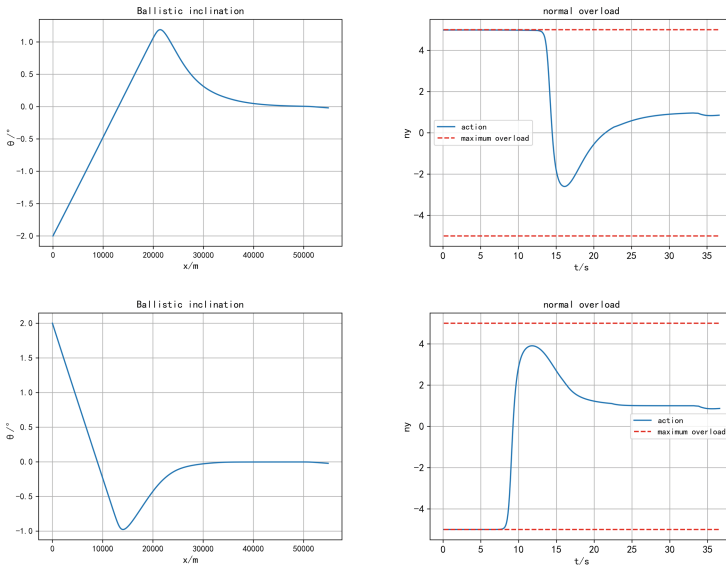 Ballistic inclination
1.0
0.5
0.0
-0.5
-1.0
-1.5
-2.0
θ/°
0 10000 20000 30000 40000 50000
x/m
normal overload
4
2
0
-2
-4
ny
action
maximum overload
0 5 10 15 20 25 30 35
t/s
Ballistic inclination
2.0
1.5
1.0
0.5
0.0
-0.5
-1.0
θ/°
0 10000 20000 30000 40000 50000
x/m
normal overload
4
2
0
-2
-4
ny
action
maximum overload
0 5 10 15 20 25 30 35
t/s